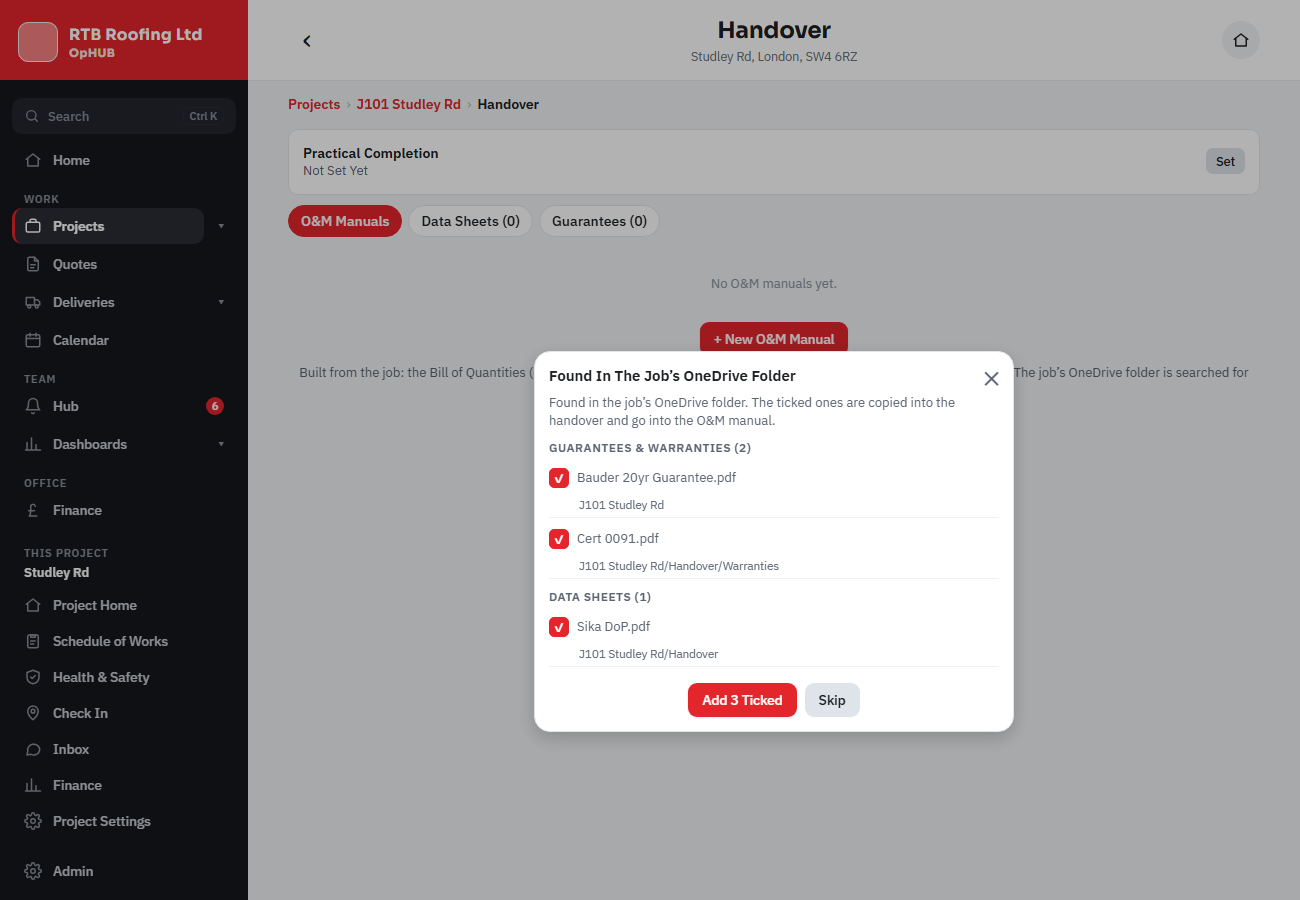 RTB Roofing Ltd
OpHUB
Search
Ctrl K
Home
WORK
Projects
Quotes
Deliveries
Calendar
TEAM
Hub
6
Dashboards
OFFICE
Finance
THIS PROJECT
Studley Rd
Project Home
Schedule of Works
Health & Safety
Check In
Inbox
Finance
Project Settings
Admin
Handover
Studley Rd, London, SW4 6RZ
Projects › J101 Studley Rd › Handover
Practical Completion
Not Set Yet
Set
O&M Manuals
Data Sheets (0)
Guarantees (0)
No O&M manuals yet.
+ New O&M Manual
Built from the job: the Bill of Quantities (
The job’s OneDrive folder is searched for
Found In The Job’s OneDrive Folder
Found in the job’s OneDrive folder. The ticked ones are copied into the
handover and go into the O&M manual.
GUARANTEES & WARRANTIES (2)
Bauder 20yr Guarantee.pdf
J101 Studley Rd
Cert 0091.pdf
J101 Studley Rd/Handover/Warranties
DATA SHEETS (1)
Sika DoP.pdf
J101 Studley Rd/Handover
Add 3 Ticked
Skip